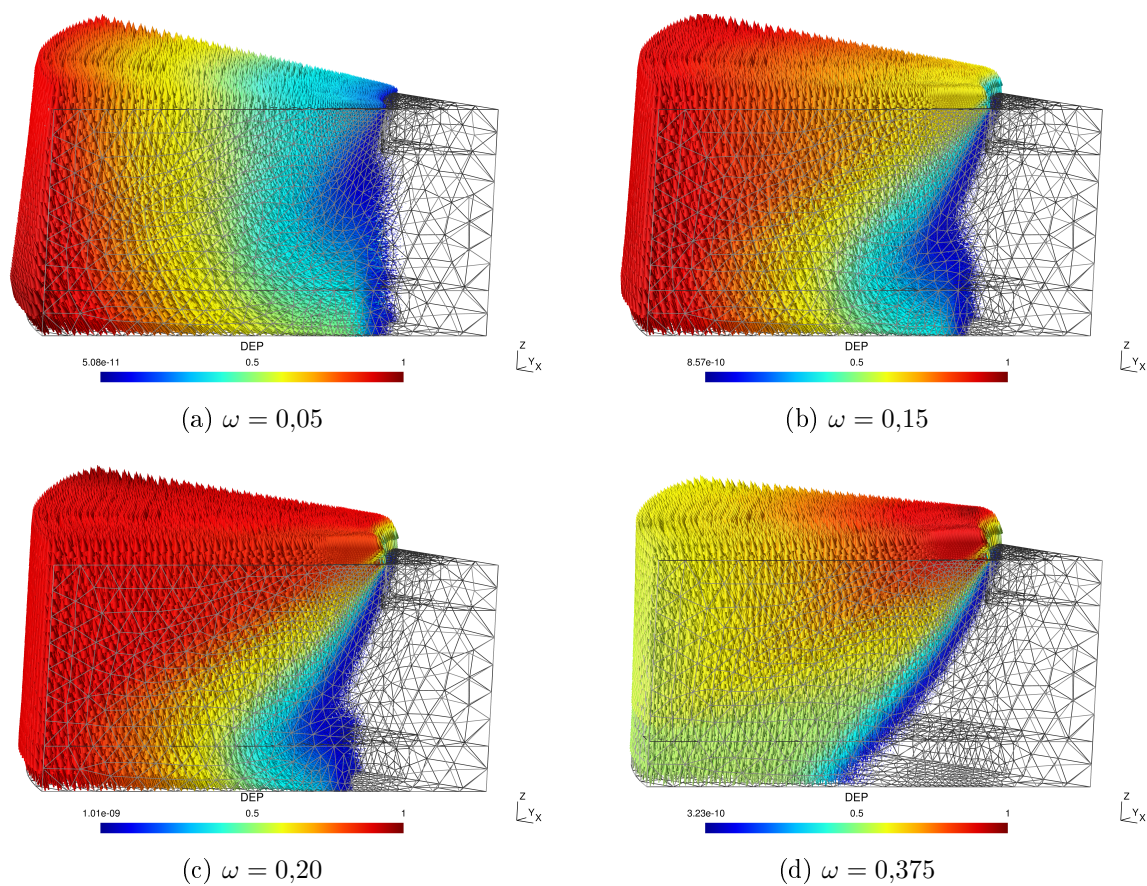 DEP
5.08e-11 0.5 1
Z
Y X
(a) ω = 0,05
DEP
8.57e-10 0.5 1
Z
Y X
(b) ω = 0,15
DEP
1.01e-09 0.5 1
Z
Y X
(c) ω = 0,20
DEP
3.23e-10 0.5 1
Z
Y X
(d) ω = 0,375